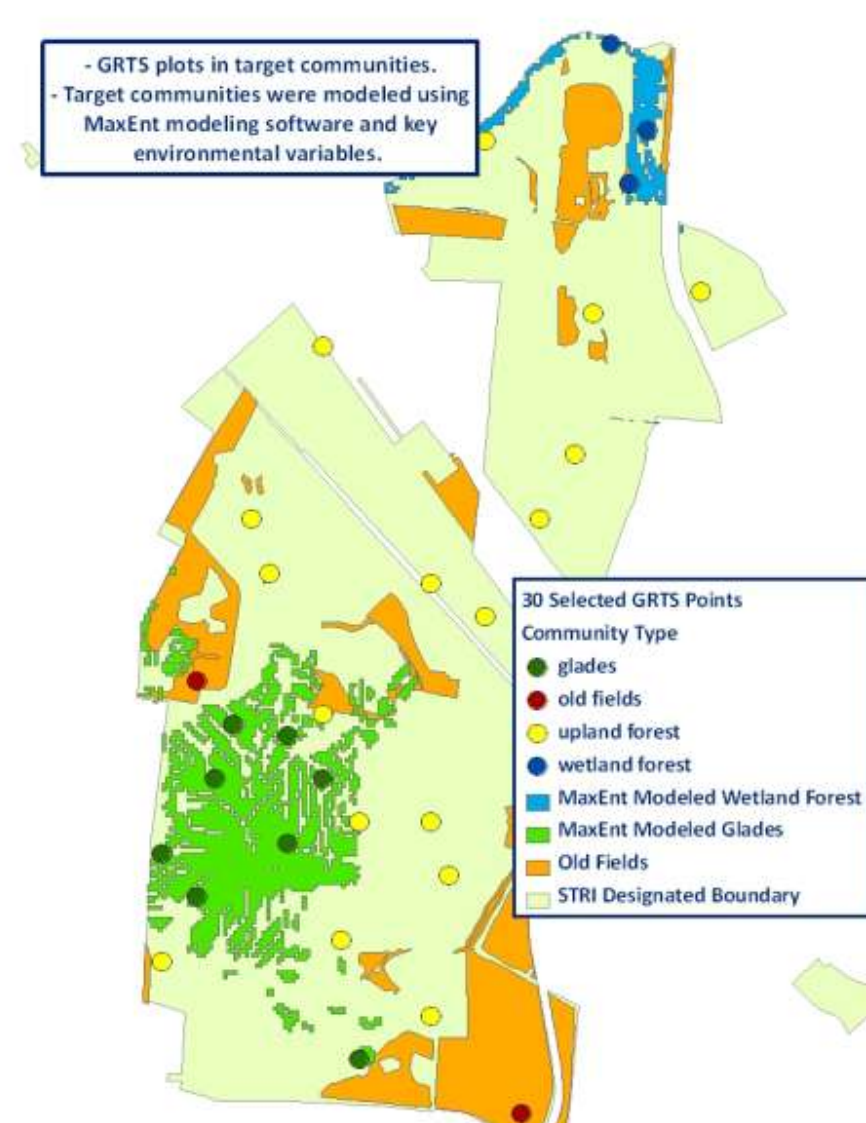 - GRTS plots in target communities.
- Target communities were modeled using
MaxEnt modeling software and key
environmental variables.
30 Selected GRTS Points
Community Type
glades
old fields
upland forest
wetland forest
MaxEnt Modeled Wetland Forest
MaxEnt Modeled Glades
Old Fields
STRI Designated Boundary